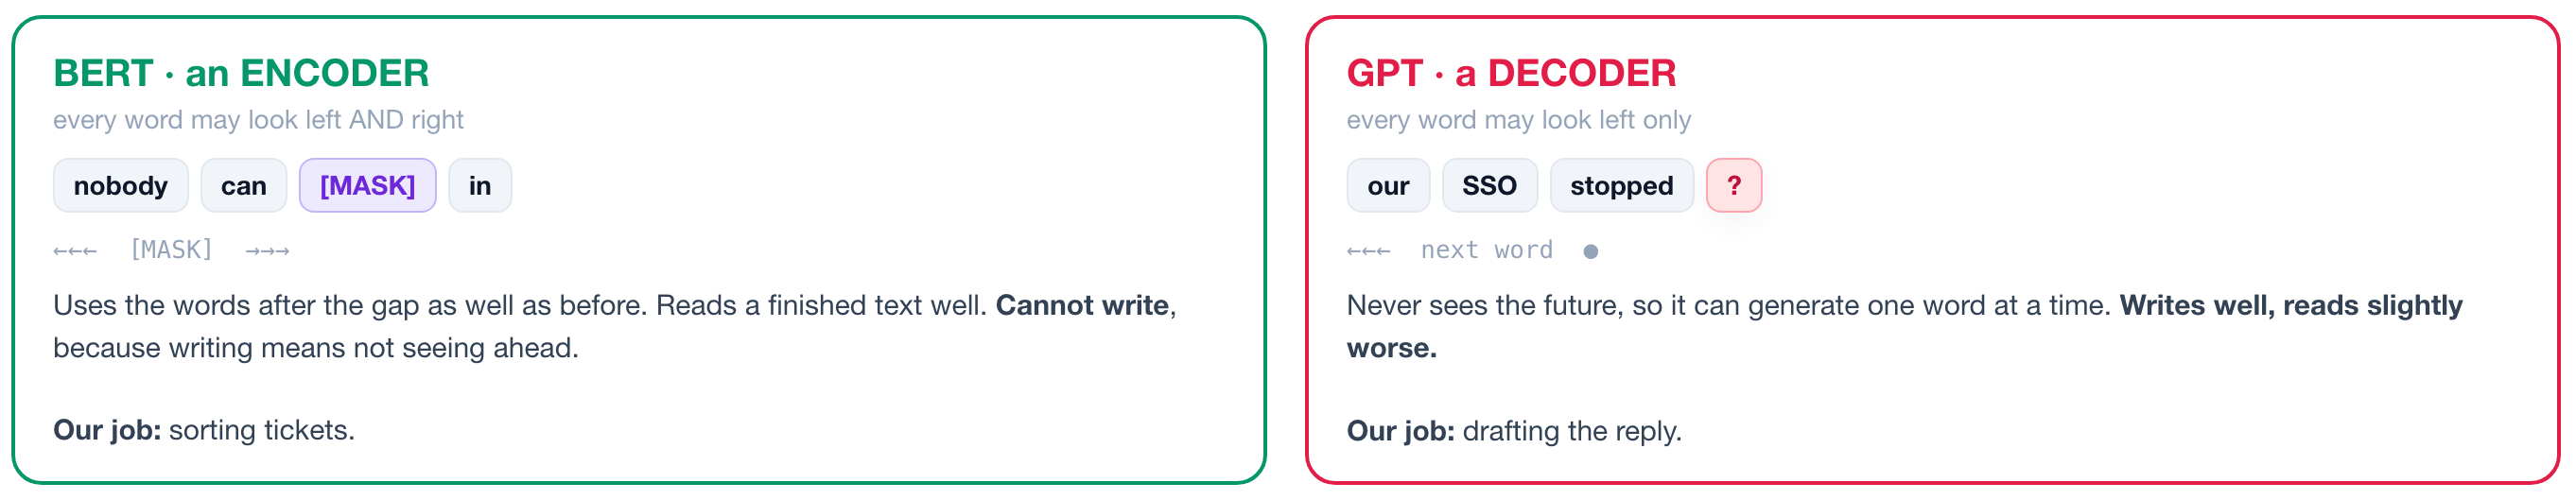 BERT · an ENCODER
every word may look left AND right
nobody can [MASK] in
←←← [MASK] →→→
Uses the words after the gap as well as before. Reads a finished text well. Cannot write,
because writing means not seeing ahead.
Our job: sorting tickets.
GPT · a DECODER
every word may look left only
our SSO stopped ?
←←← next word ●
Never sees the future, so it can generate one word at a time. Writes well, reads slightly
worse.
Our job: drafting the reply.